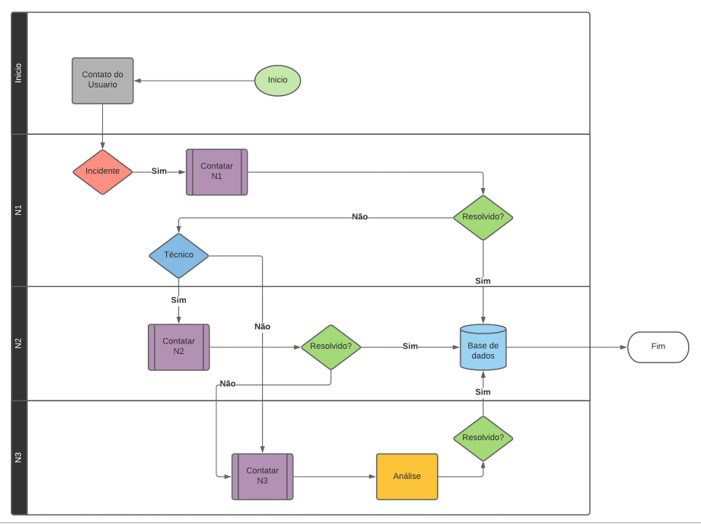 Inicio
Contato do
Usuario
Inicio
N1
Incidente
Sim
Contatar
N1
Resolvido?
Não
Técnico
Sim
Sim
N2
Não
Contatar
N2
Resolvido?
Sim
Base de
dados
Fim
Não
Sim
N3
Contatar
N3
Análise
Resolvido?